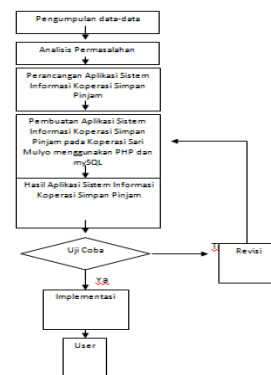 Pengumpulan data-data
Analisis Permasalahan
Perancangan Aplikasi Sistem
Informasi Koperasi Simpan
Pinjam
Pembuatan Aplikasi Sistem
Informasi Koperasi Simpan
Pinjam pada Koperasi Sari
Mulyo menggunakan PHP dan
mySQL
Hasil Aplikasi Sistem Informasi
Koperasi Simpan Pinjam
Uji Coba
Revisi
Ya
Implementasi
User